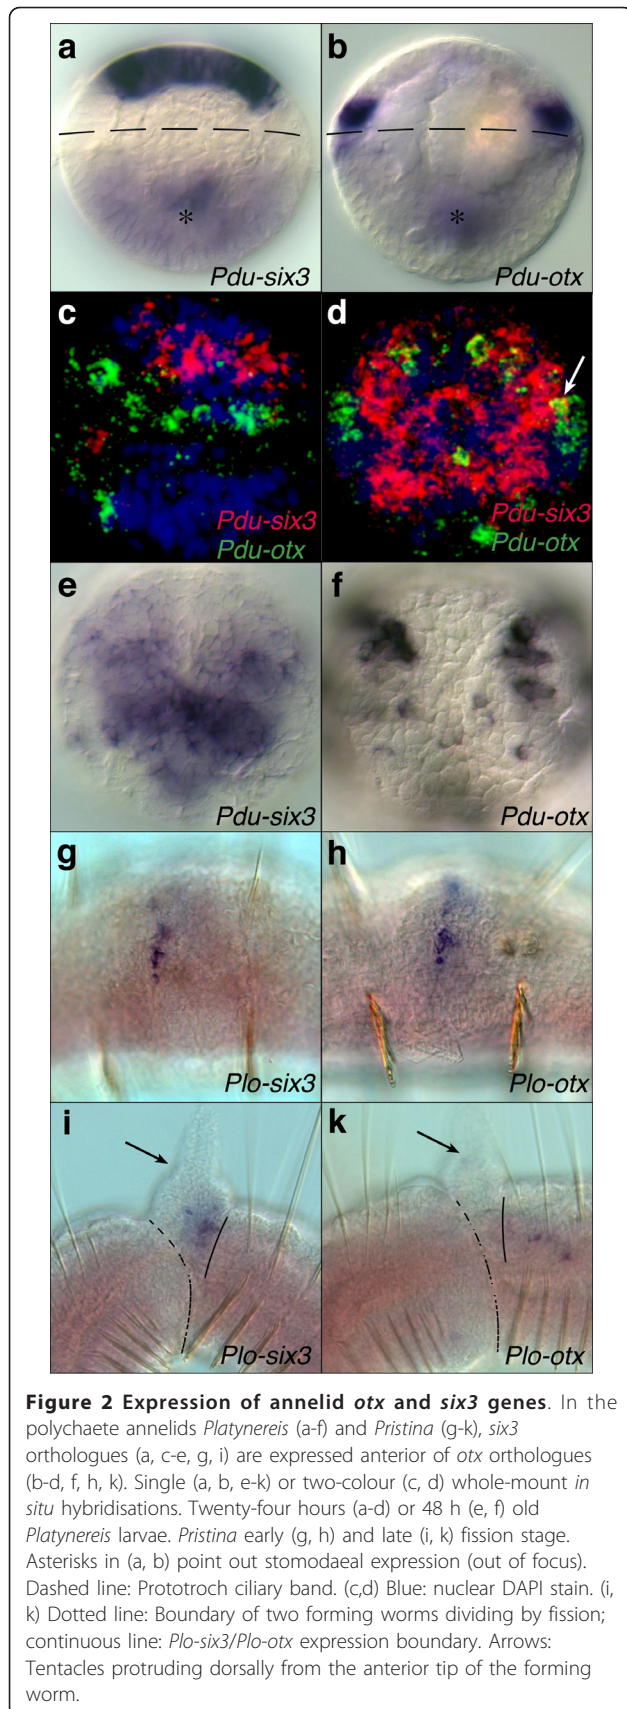 a
b
*
*
Pdu-six3
Pdu-otx
c
d
Pdu-six3
Pdu-otx
Pdu-six3
Pdu-otx
e
f
Pdu-six3
Pdu-otx
g
h
Plo-six3
Plo-otx
i
k
Plo-six3
Plo-otx
Figure 2 Expression of annelid otx and six3 genes. In the
polychaete annelids Platynereis (a-f) and Pristina (g-k), six3
orthologues (a, c-e, g, i) are expressed anterior of otx orthologues
(b-d, f, h, k). Single (a, b, e-k) or two-colour (c, d) whole-mount in
situ hybridisations. Twenty-four hours (a-d) or 48 h (e, f) old
Platynereis larvae. Pristina early (g, h) and late (i, k) fission stage.
Asterisks in (a, b) point out stomodaeal expression (out of focus).
Dashed line: Prototroch ciliary band. (c,d) Blue: nuclear DAPI stain. (i,
k) Dotted line: Boundary of two forming worms dividing by fission;
continuous line: Plo-six3/Plo-otx expression boundary. Arrows:
Tentacles protruding dorsally from the anterior tip of the forming
worm.